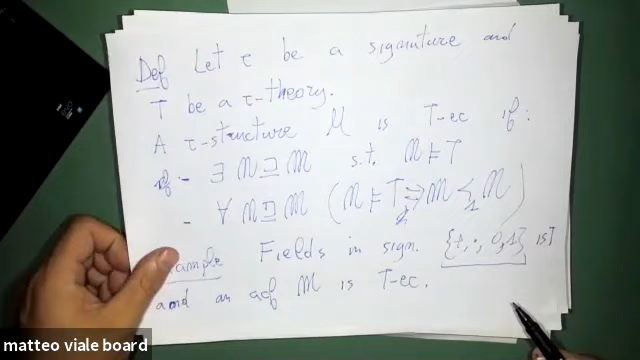 Def Let τ be a signature and
T be a τ-theory.
A τ-structure M is T-ec if:
- ∃ N ⊒ M s.t. N ⊨ T
- ∀ N ⊒ M (N ⊨ T ⇒ M ≺₁ N)
Fields in sign. {+, ·, 0, 1} is T
and an acf M is T-ec.
matteo viale board